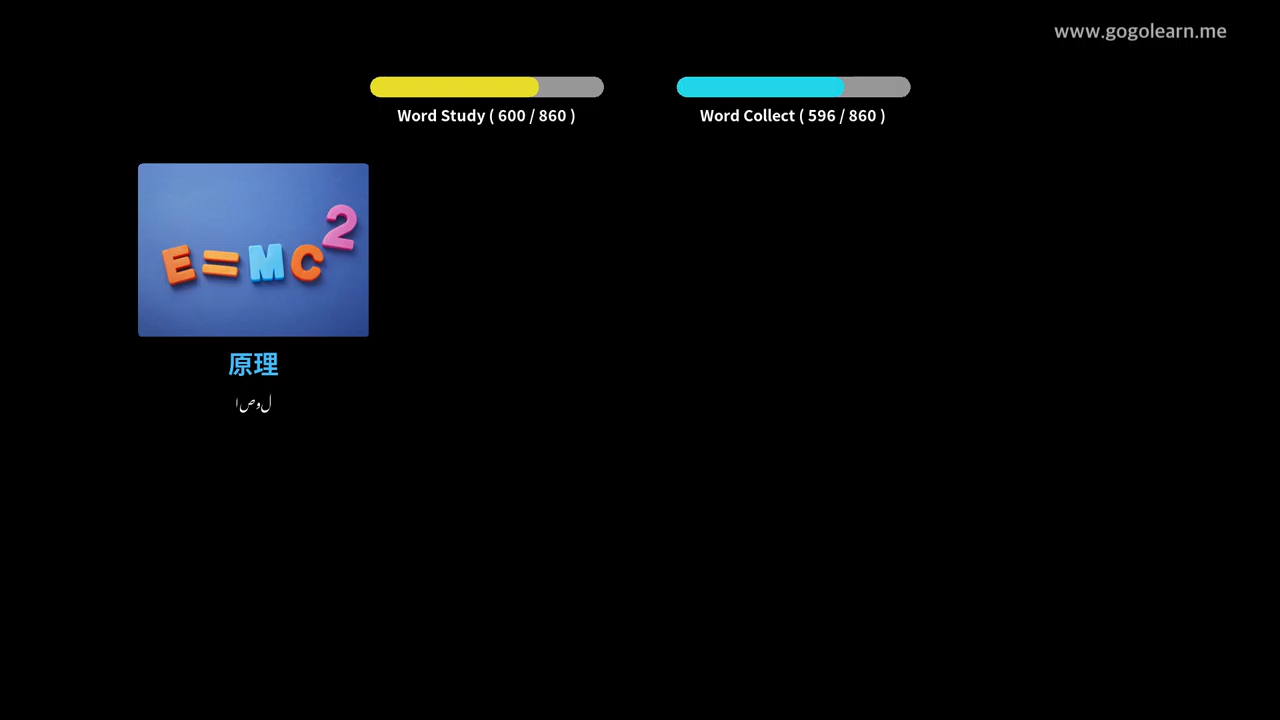 www.gogolearn.me
Word Study ( 600 / 860 )
Word Collect ( 596 / 860 )
E=MC2
原理
اصول